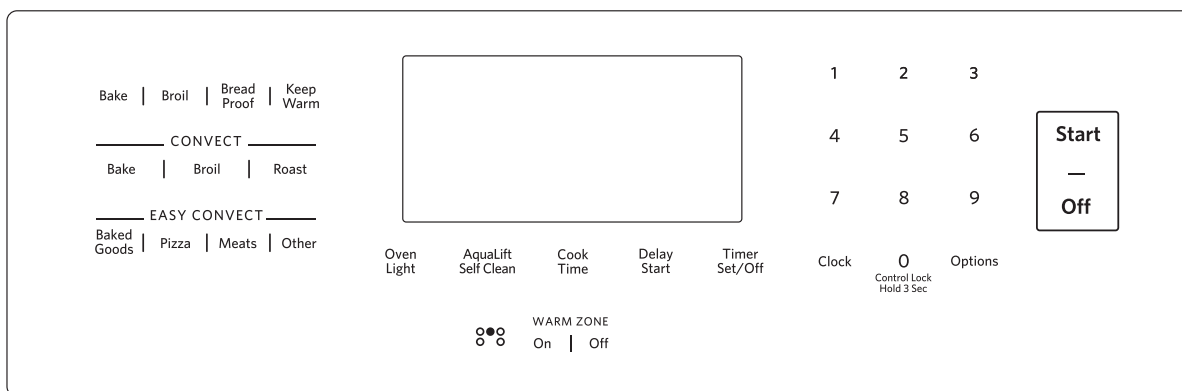 Bake | Broil | Bread Proof | Keep Warm
CONVECT
Bake | Broil | Roast
EASY CONVECT
Baked Goods | Pizza | Meats | Other
Oven Light
AquaLift Self Clean
Cook Time
Delay Start
Timer Set/Off
WARM ZONE
On | Off
1 2 3
4 5 6
7 8 9
Clock 0 Options
Control Lock
Hold 3 Sec
Start
—
Off